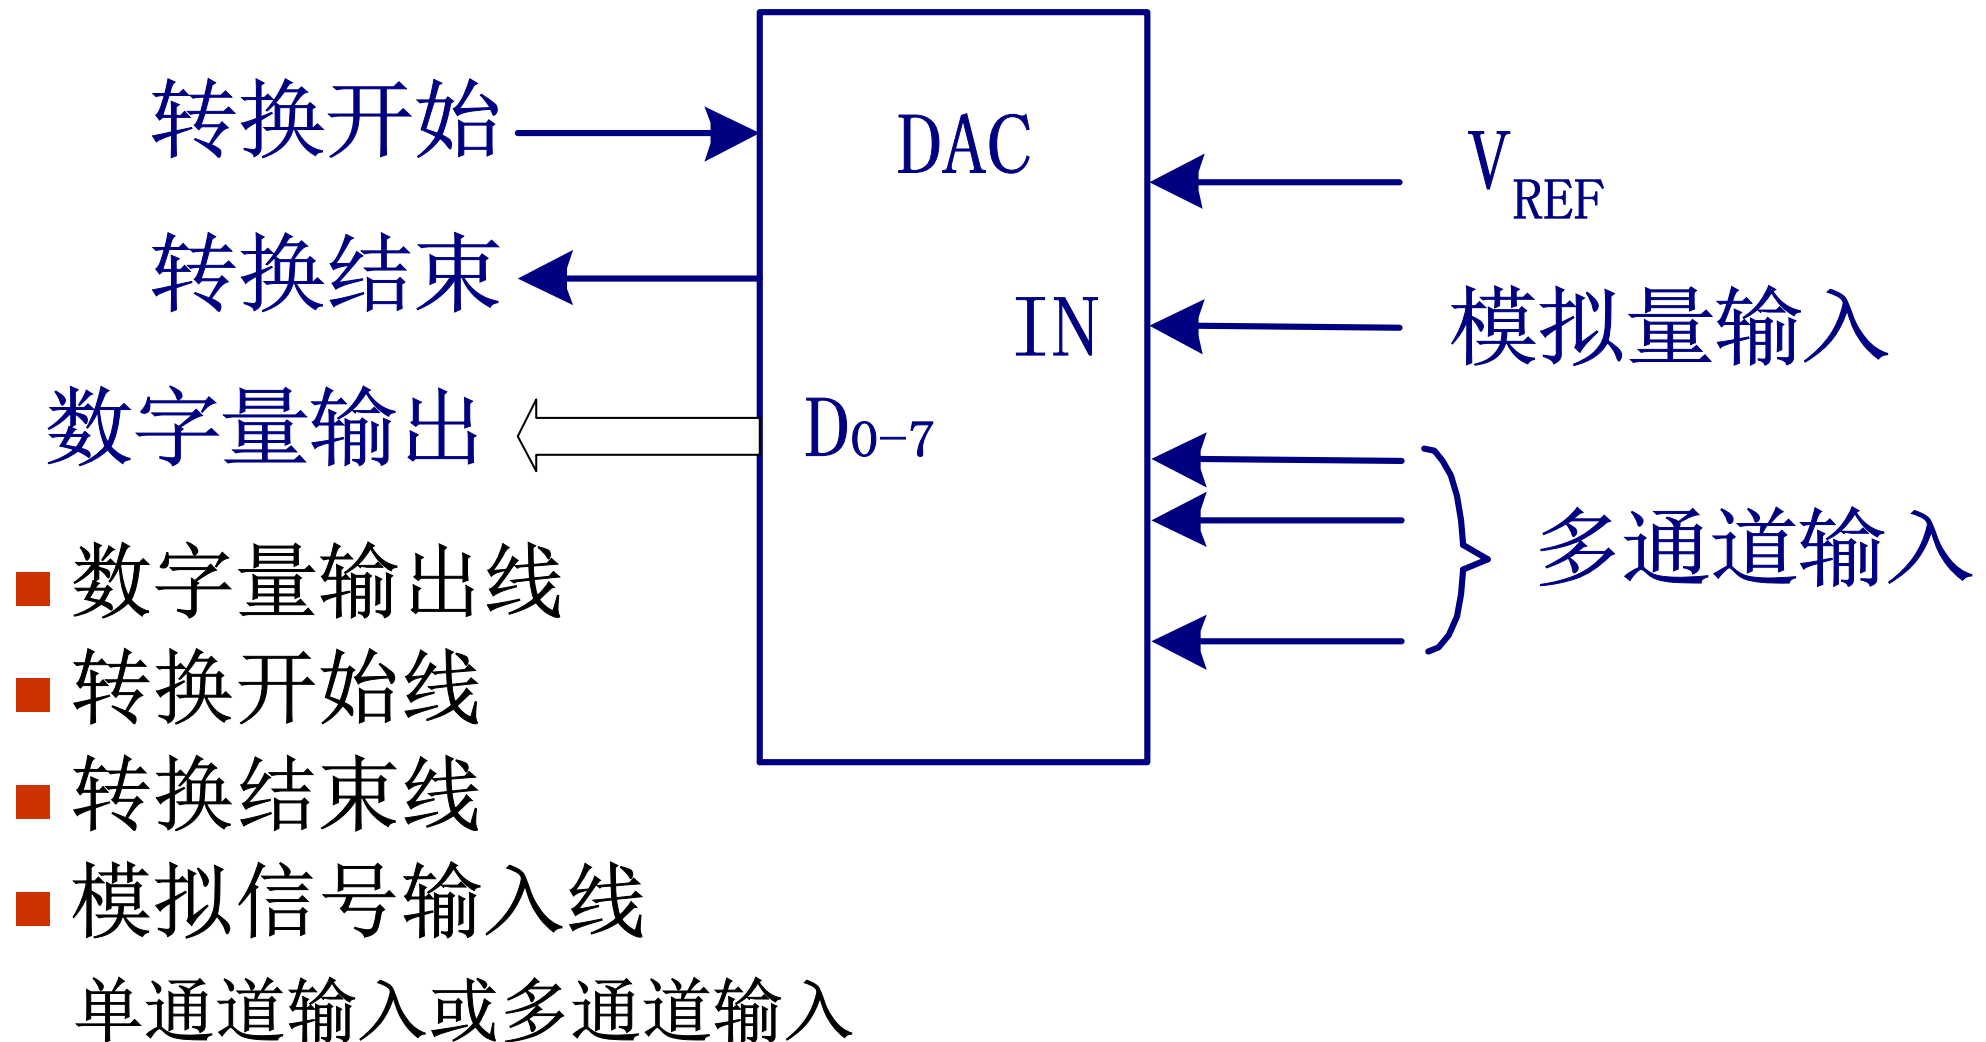 转换开始
DAC
V REF
转换结束
IN
模拟量输入
数字量输出
D0-7
多通道输入
数字量输出线
转换开始线
转换结束线
模拟信号输入线
单通道输入或多通道输入